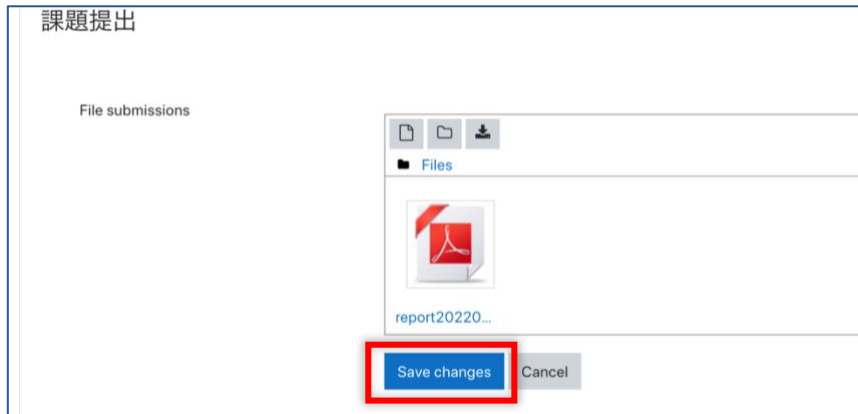 課題提出
File submissions
Files
report20220...
Save changes
Cancel